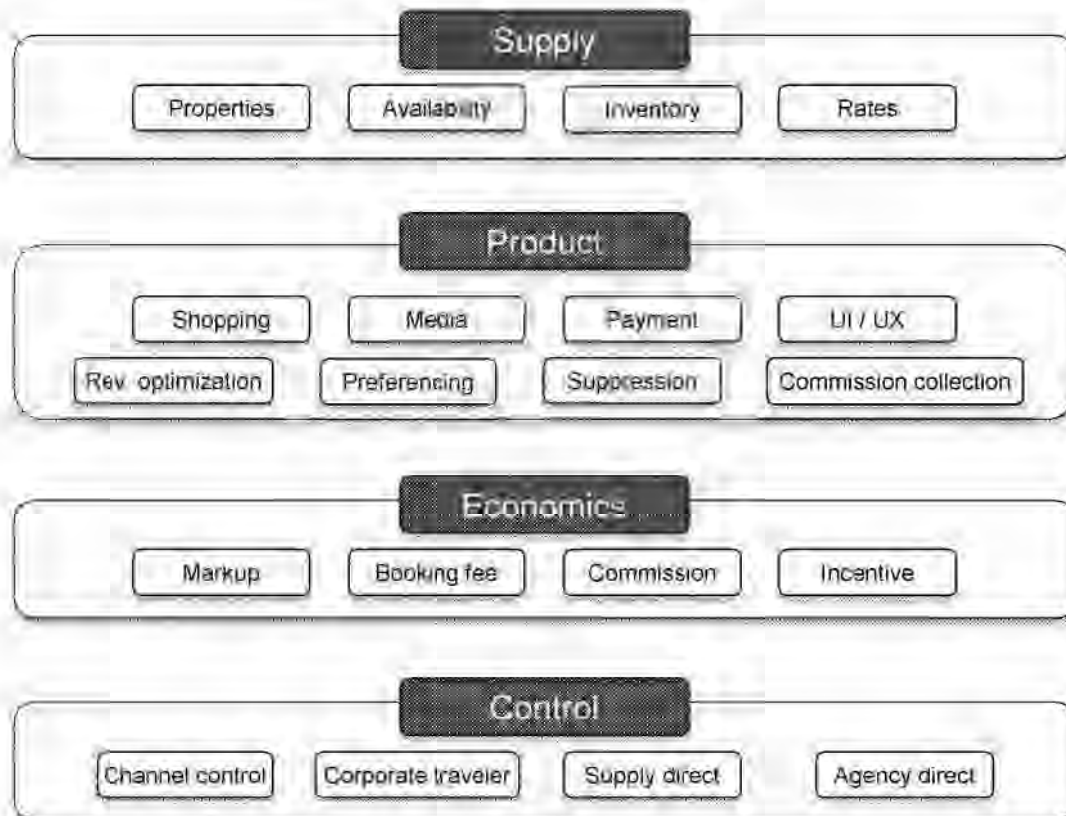 Supply
Properties Availability Inventory Rates
Product
Shopping Media Payment UI / UX
Rev. optimization Preferencing Suppression Commission collection
Economics
Markup Booking fee Commission Incentive
Control
Channel control Corporate traveler Supply direct Agency direct